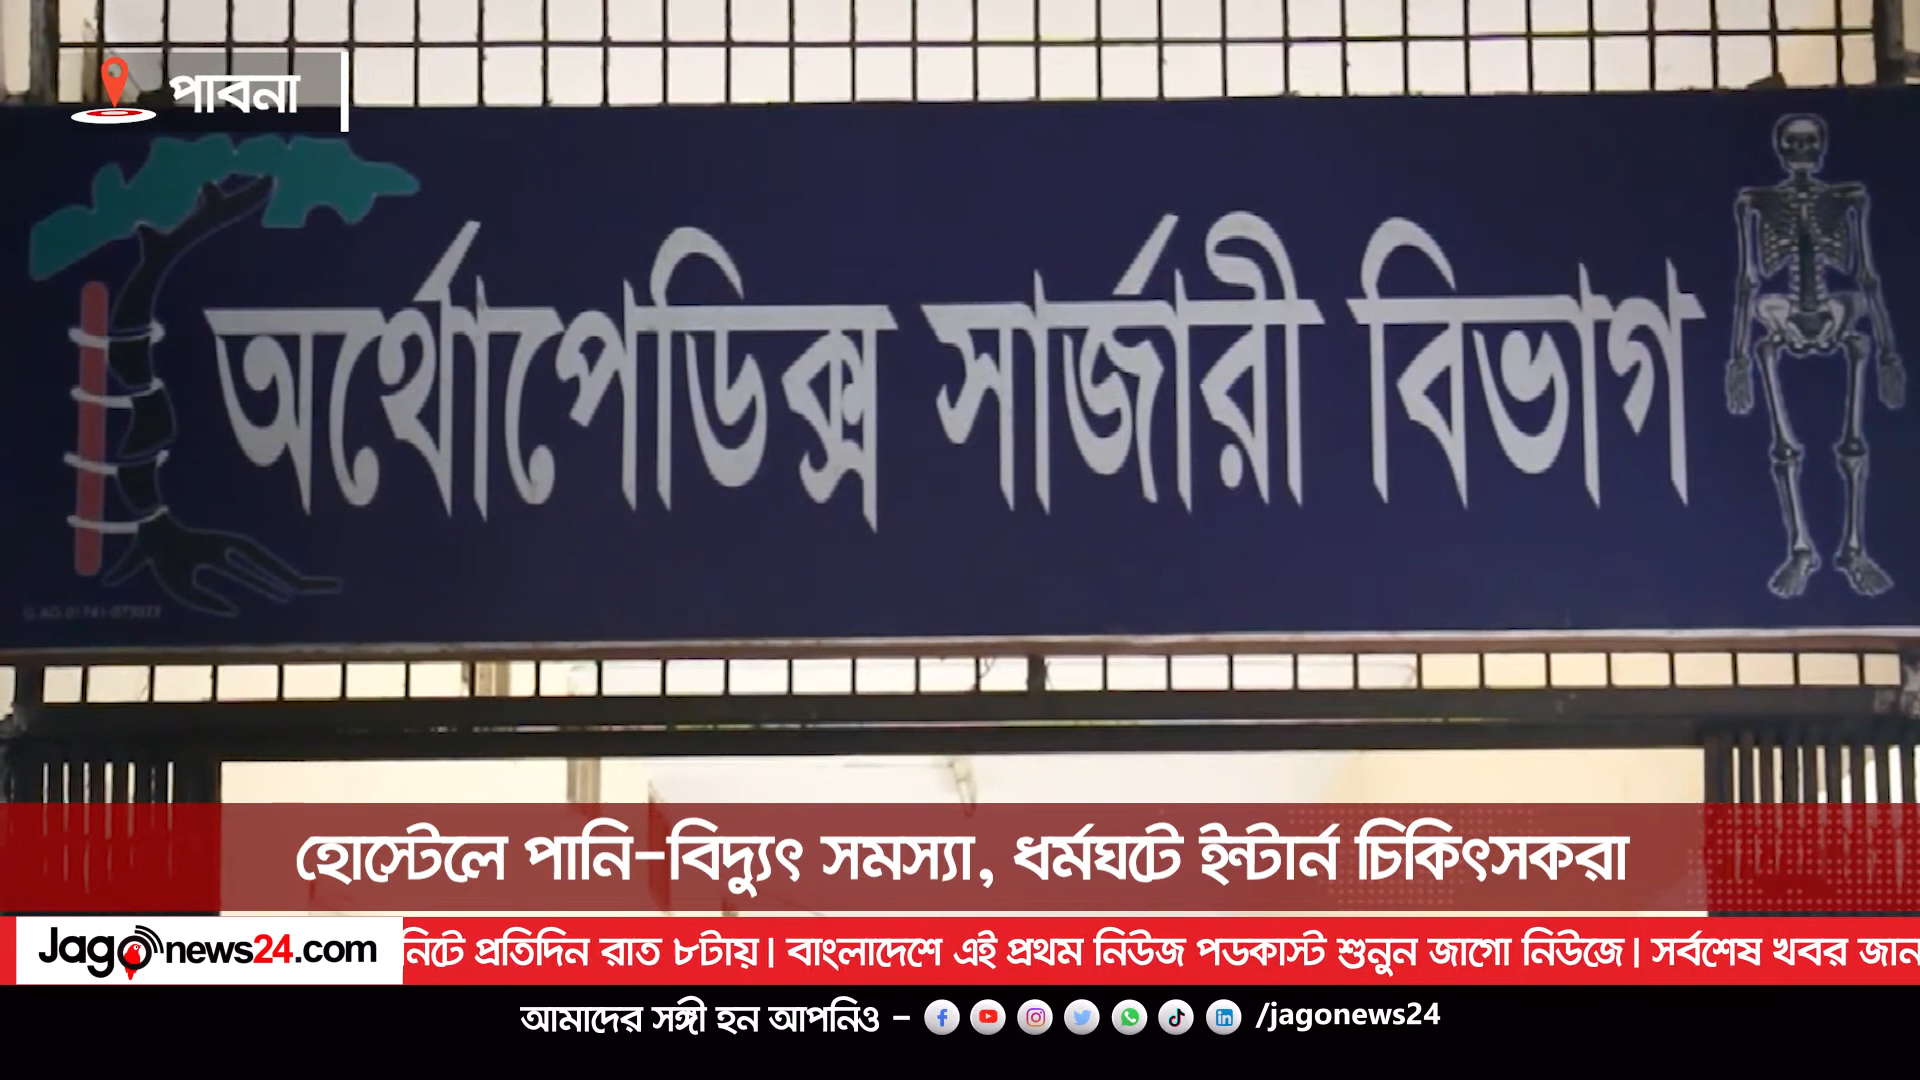 পাবনা
অর্থোপেডিক্স সার্জারী বিভাগ
হোস্টেলে পানি-বিদ্যুৎ সমস্যা, ধর্মঘটে ইন্টার্ন চিকিৎসকরা
Jagonews24.com
নিটে প্রতিদিন রাত ৮টায়। বাংলাদেশে এই প্রথম নিউজ পডকাস্ট শুনুন জাগো নিউজে। সর্বশেষ খবর জান
আমাদের সঙ্গী হন আপনিও - /jagonews24